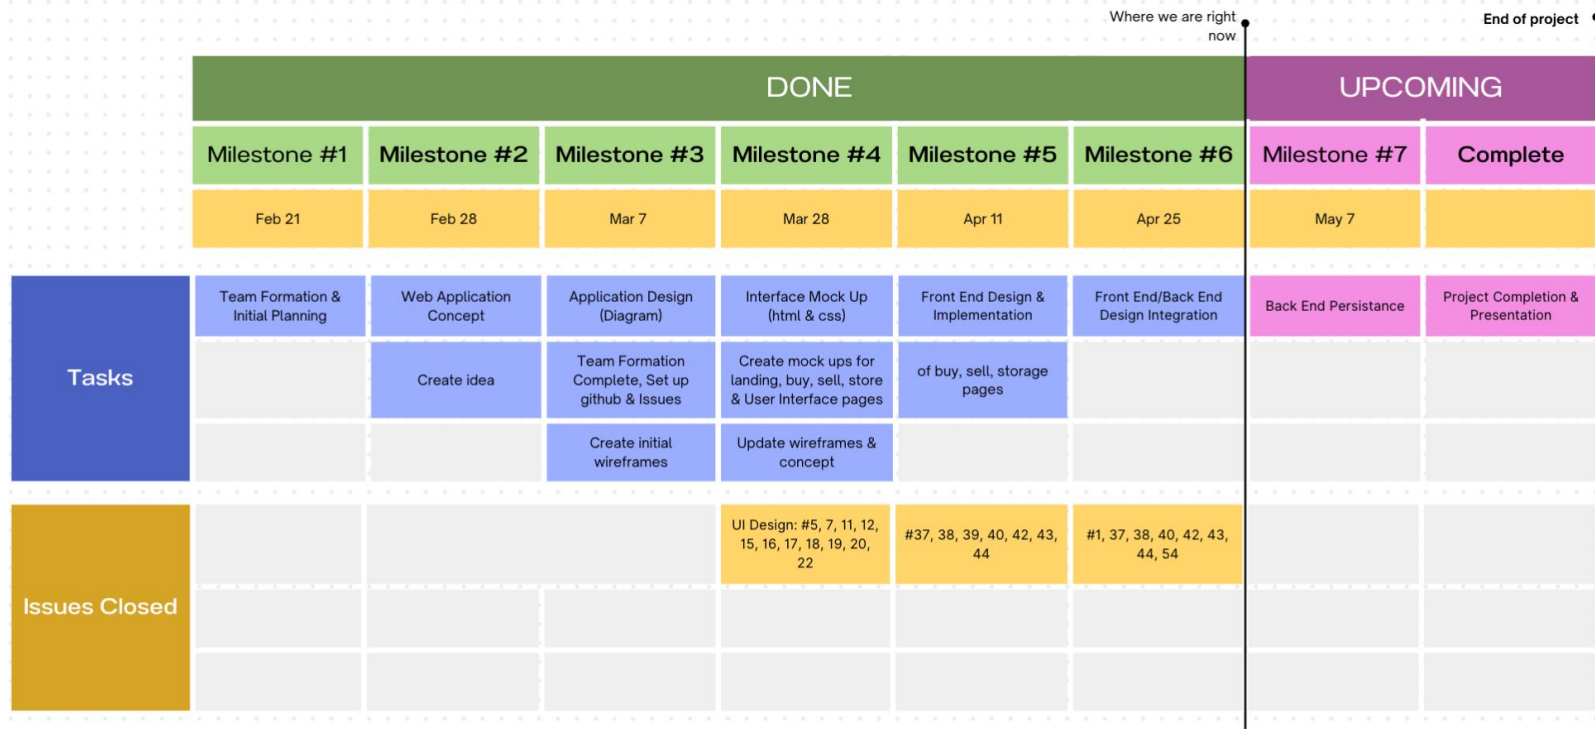 Where we are right
now
End of project
DONE
UPCOMING
Milestone #1
Milestone #2
Milestone #3
Milestone #4
Milestone #5
Milestone #6
Milestone #7
Complete
Feb 21
Feb 28
Mar 7
Mar 28
Apr 11
Apr 25
May 7
Tasks
Team Formation &
Initial Planning
Web Application
Concept
Application Design
(Diagram)
Interface Mock Up
(html & css)
Front End Design &
Implementation
Front End/Back End
Design Integration
Back End Persistance
Project Completion &
Presentation
Create idea
Team Formation
Complete, Set up
github & Issues
Create mock ups for
landing, buy, sell, store
& User Interface pages
of buy, sell, storage
pages
Create initial
wireframes
Update wireframes &
concept
Issues Closed
UI Design: #5, 7, 11, 12,
15, 16, 17, 18, 19, 20,
22
#37, 38, 39, 40, 42, 43,
44
#1, 37, 38, 40, 42, 43,
44, 54